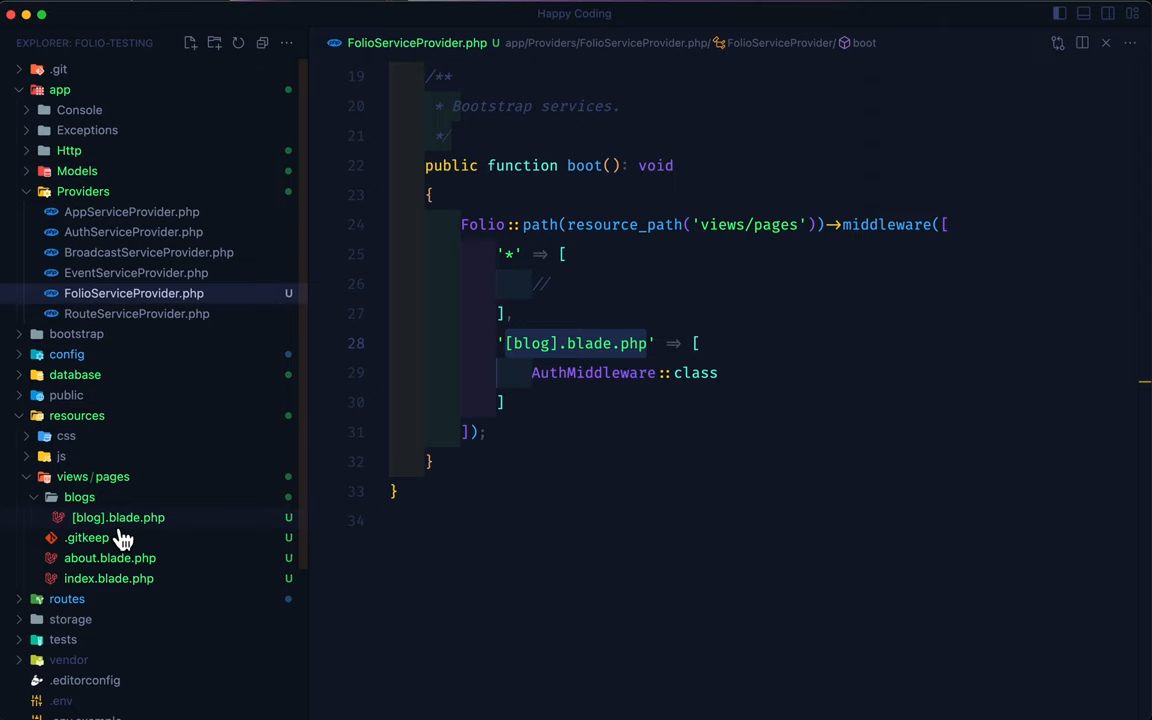 Happy Coding
EXPLORER: FOLIO-TESTING
.git
app
Console
Exceptions
Http
Models
Providers
AppServiceProvider.php
AuthServiceProvider.php
BroadcastServiceProvider.php
EventServiceProvider.php
FolioServiceProvider.php U
RouteServiceProvider.php
bootstrap
config
database
public
resources
css
js
views/pages
blogs
[blog].blade.php U
.gitkeep U
about.blade.php U
index.blade.php U
routes
storage
tests
vendor
.editorconfig
.env
.env.example
FolioServiceProvider.php U app/Providers/FolioServiceProvider.php/ FolioServiceProvider/ boot
19 /**
20 * Bootstrap services.
21 */
22 public function boot(): void
23 {
24 Folio::path(resource_path('views/pages'))->middleware([
25 '*' => [
26 //
27 ],
28 '[blog].blade.php' => [
29 AuthMiddleware::class
30 ]
31 ]);
32 }
33 }
34